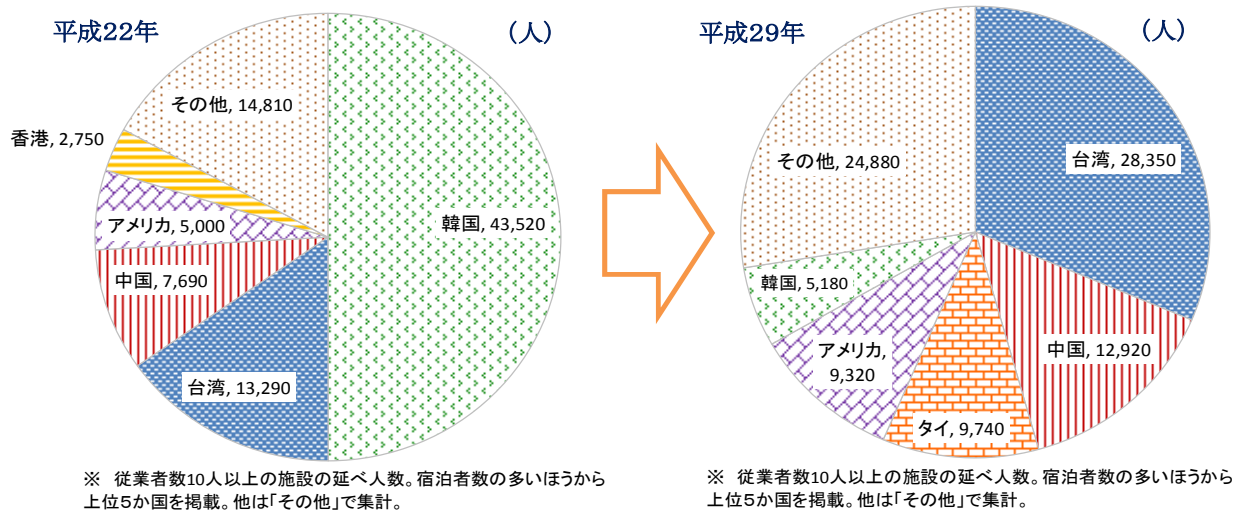 平成22年
(人)
その他, 14,810
香港, 2,750
アメリカ, 5,000
韓国, 43,520
中国, 7,690
台湾, 13,290
※ 従業者数10人以上の施設の延べ人数。宿泊者数の多いほうから
上位5か国を掲載。他は「その他」で集計。
平成29年
(人)
その他, 24,880
台湾, 28,350
韓国, 5,180
アメリカ,
9,320
中国, 12,920
タイ, 9,740
※ 従業者数10人以上の施設の延べ人数。宿泊者数の多いほうから
上位5か国を掲載。他は「その他」で集計。